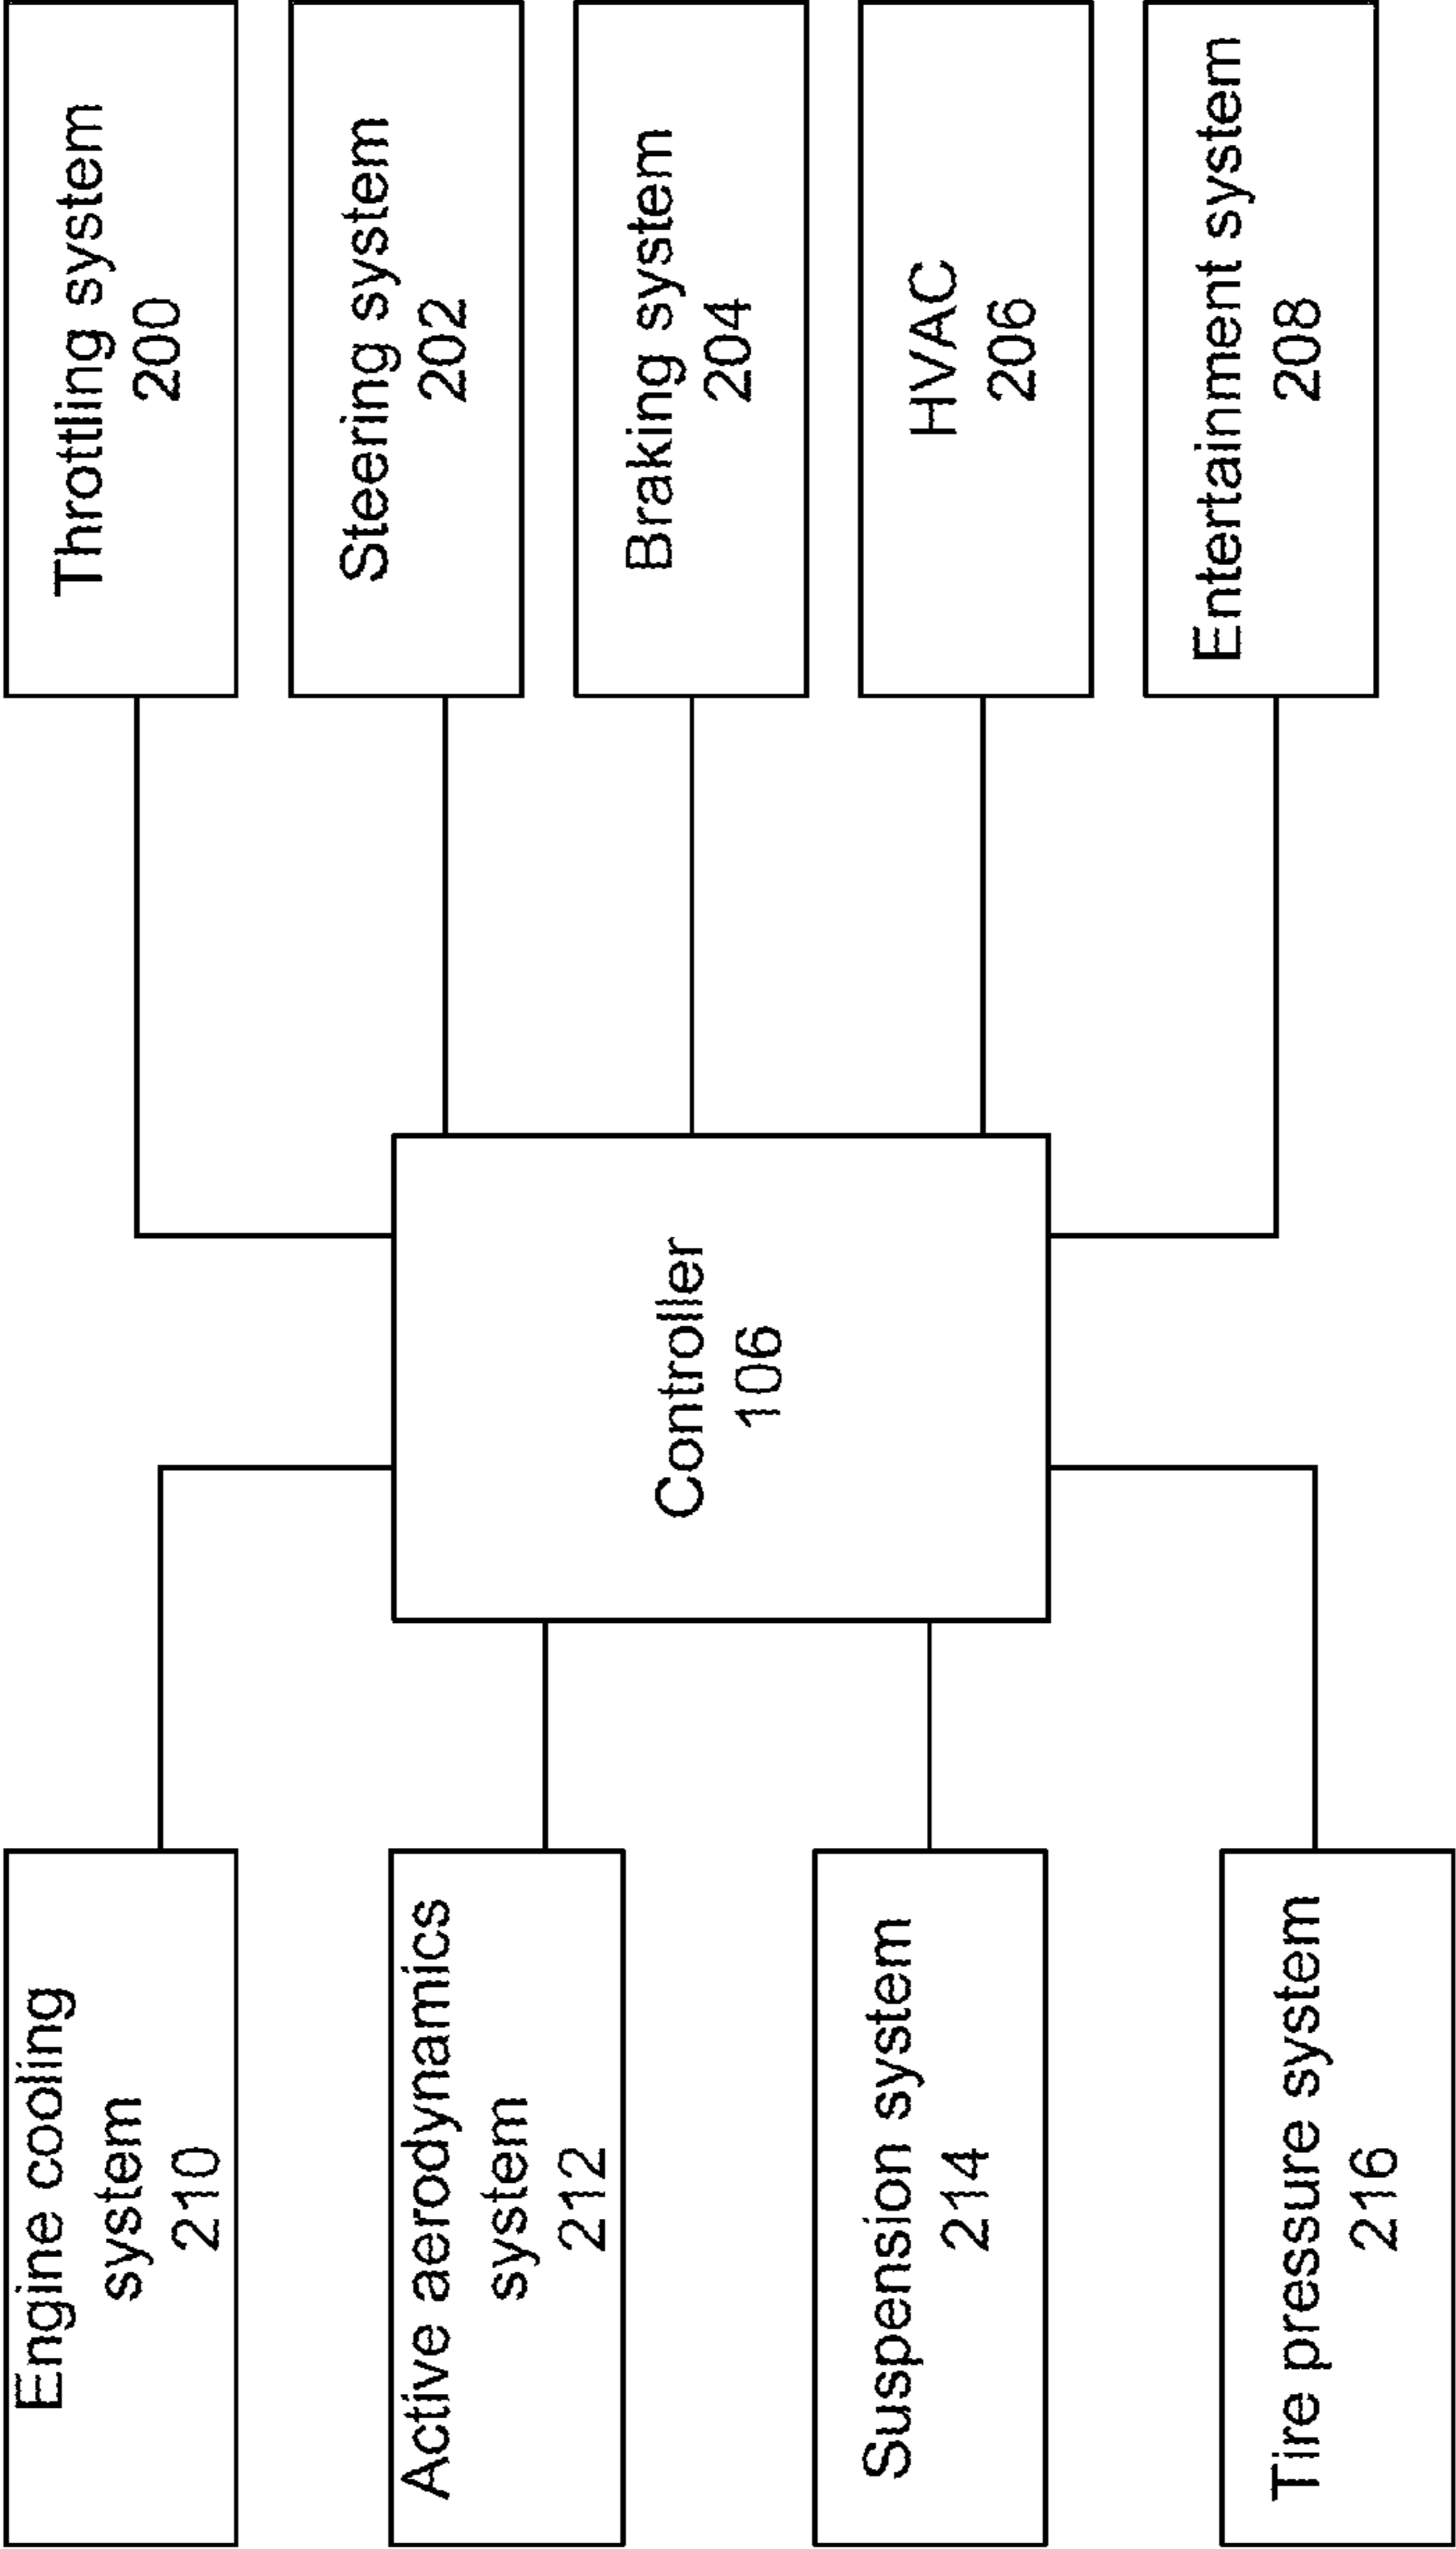 Engine cooling
system
210
Active aerodynamics
system
212
Suspension system
214
Tire pressure system
216
Controller
106
Throttling system
200
Steering system
202
Braking system
204
HVAC
206
Entertainment system
208